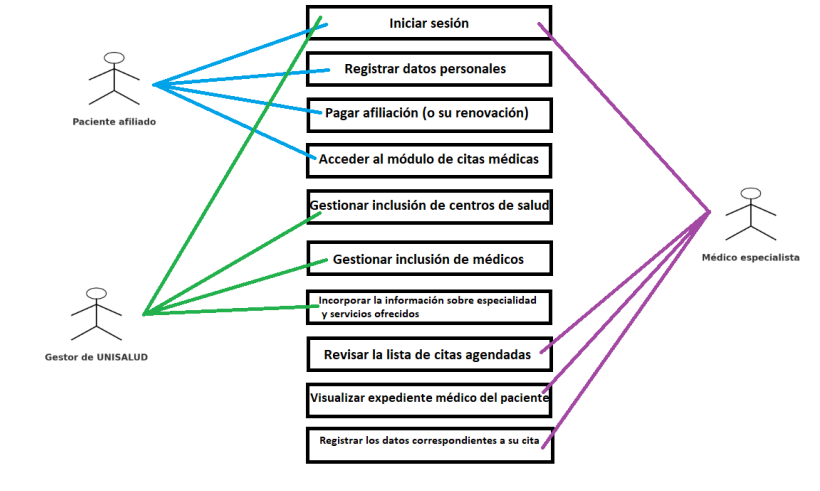 Iniciar sesión
Registrar datos personales
Paciente afiliado
Pagar afiliación (o su renovación)
Acceder al módulo de citas médicas
Gestionar inclusión de centros de salud
Médico especialista
Gestionar inclusión de médicos
Incorporar la información sobre especialidad
y servicios ofrecidos
Gestor de UNISALUD
Revisar la lista de citas agendadas
Visualizar expediente médico del paciente
Registrar los datos correspondientes a su cita